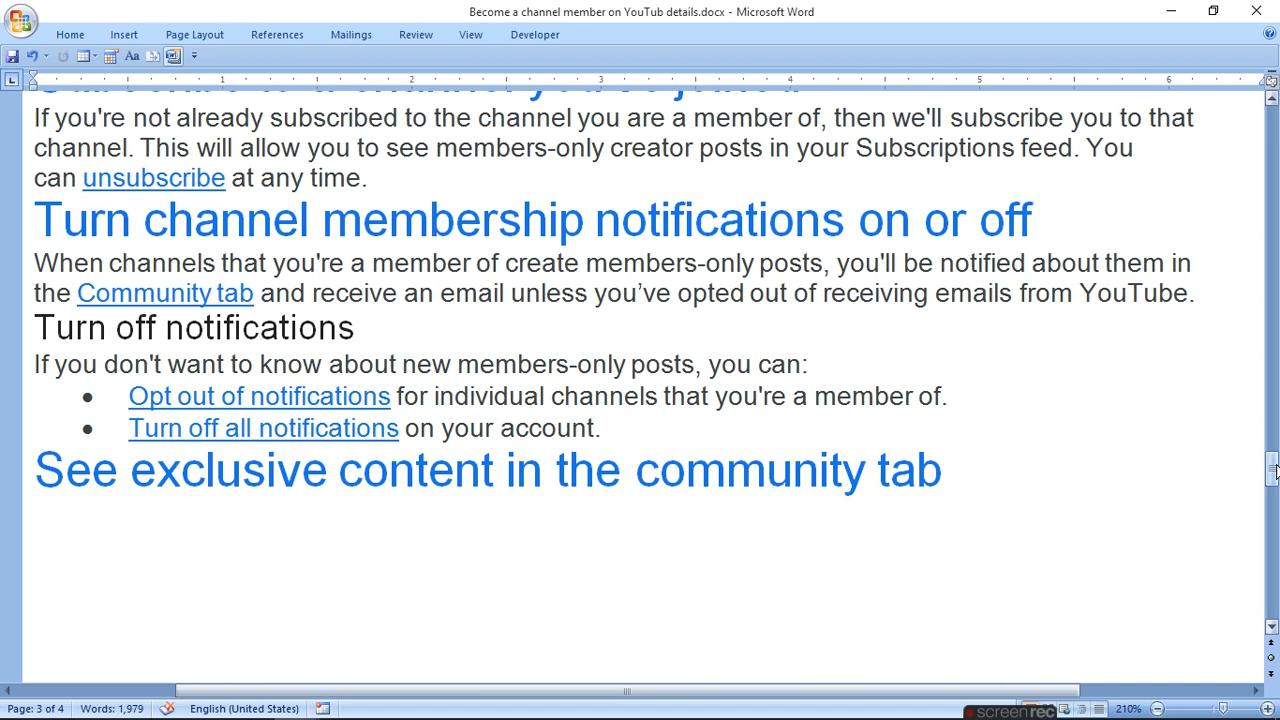 Become a channel member on YouTub details.docx - Microsoft Word
Home Insert Page Layout References Mailings Review View Developer
Aa
1 2 3 4 5 6
If you're not already subscribed to the channel you are a member of, then we'll subscribe you to that
channel. This will allow you to see members-only creator posts in your Subscriptions feed. You
can unsubscribe at any time.
Turn channel membership notifications on or off
When channels that you're a member of create members-only posts, you'll be notified about them in
the Community tab and receive an email unless you’ve opted out of receiving emails from YouTube.
Turn off notifications
If you don't want to know about new members-only posts, you can:
• Opt out of notifications for individual channels that you're a member of.
• Turn off all notifications on your account.
See exclusive content in the community tab
Page: 3 of 4 Words: 1,979 English (United States) screenrec 210%